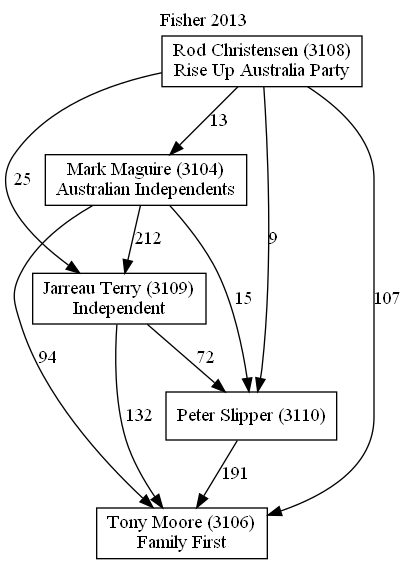 Fisher 2013
Rod Christensen (3108)
Rise Up Australia Party
13
Mark Maguire (3104)
Australian Independents
25
212
9
Jarreau Terry (3109)
Independent
15
107
94
72
132
Peter Slipper (3110)
191
Tony Moore (3106)
Family First